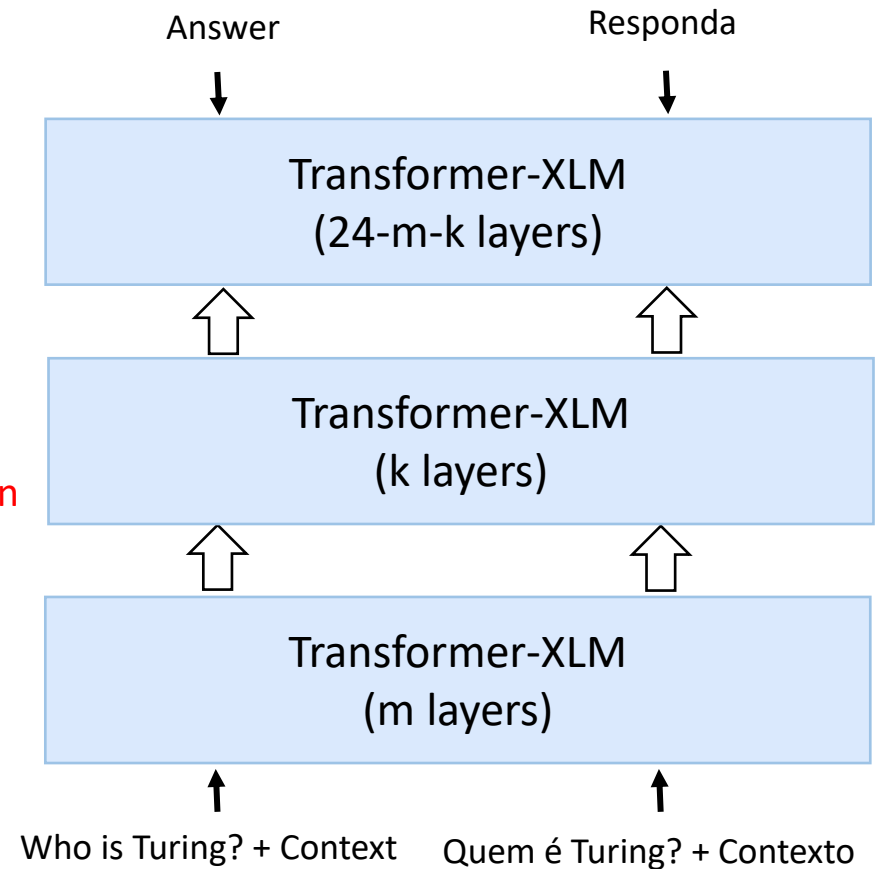 Answer
Responda
Transformer-XLM
(24-m-k layers)
Transformer-XLM
(k layers)
n
Transformer-XLM
(m layers)
Who is Turing? + Context
Quem é Turing? + Contexto